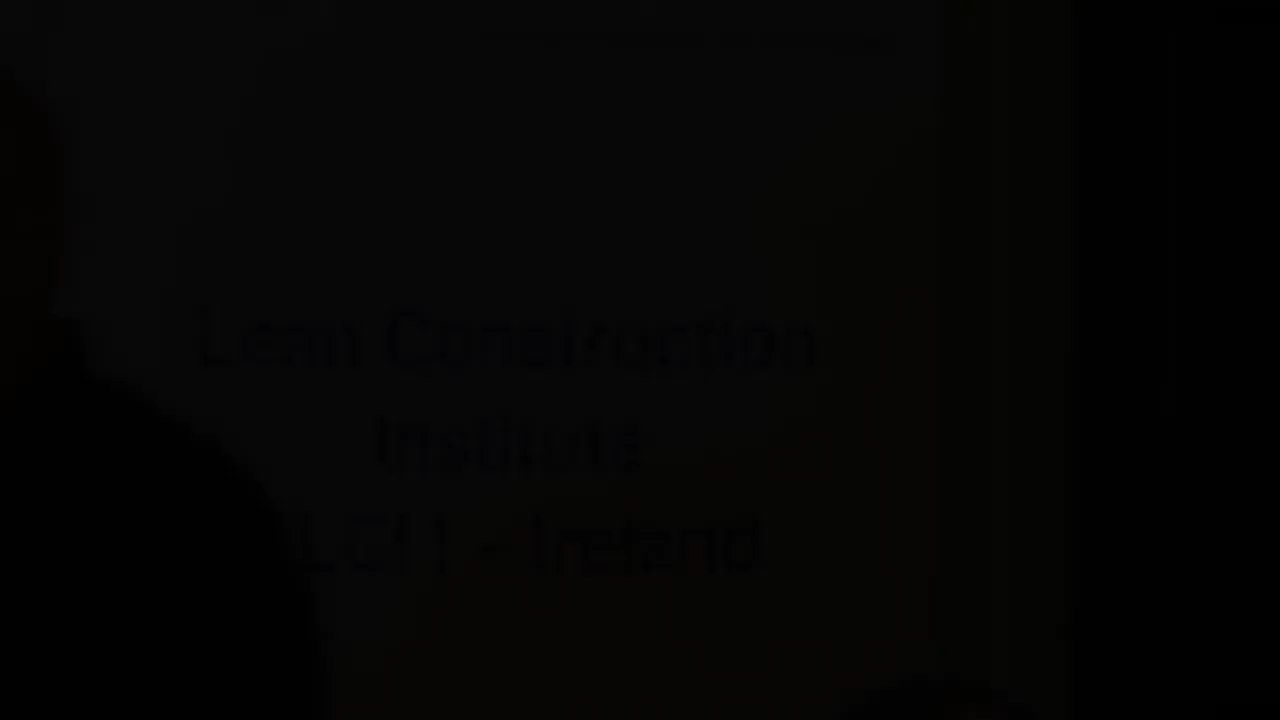 Lean Construction
Institute
LCI I - Ireland